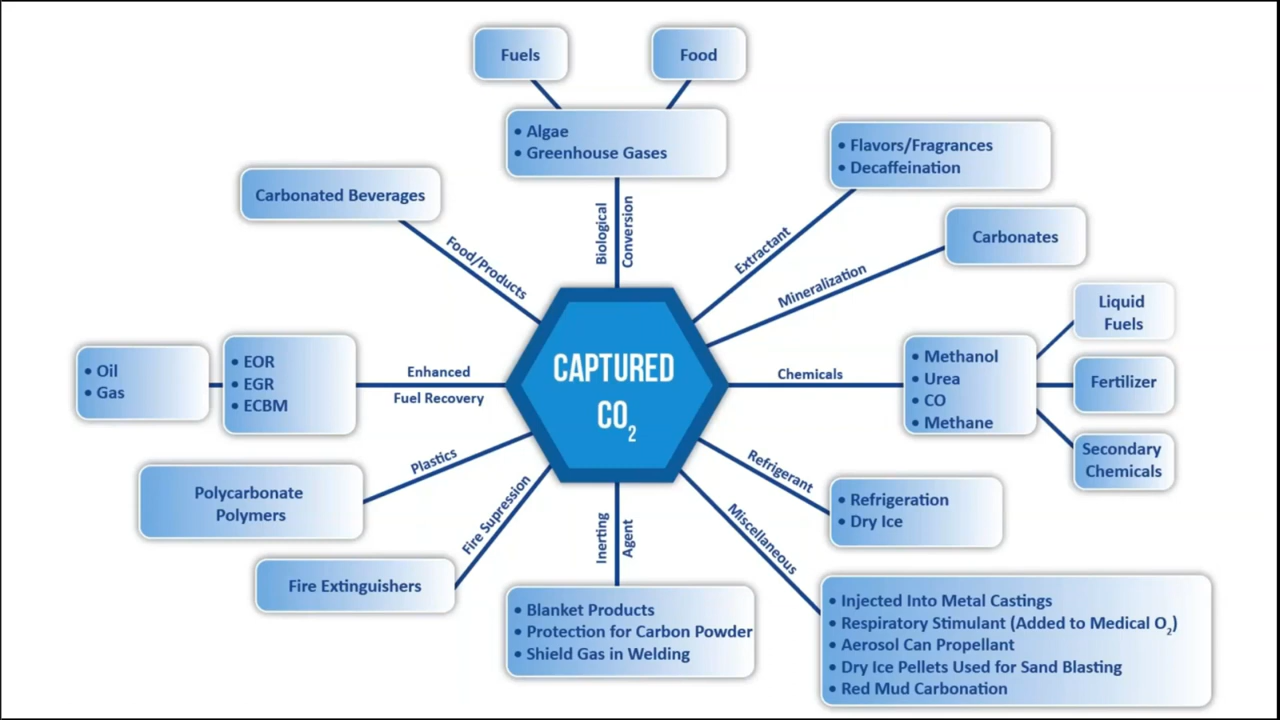 Fuels
Food
• Algae
• Greenhouse Gases
• Flavors/Fragrances
• Decaffeination
Carbonated Beverages
Biological
Conversion
Food/Products
Extractant
Carbonates
Mineralization
CAPTURED
CO₂
Liquid
Fuels
Chemicals
• Methanol
• Urea
• CO
• Methane
Fertilizer
Secondary
Chemicals
Enhanced
Fuel Recovery
• EOR
• EGR
• ECBM
• Oil
• Gas
Plastics
Polycarbonate
Polymers
Refrigerant
• Refrigeration
• Dry Ice
Fire Supression
Fire Extinguishers
Inerting
Agent
• Blanket Products
• Protection for Carbon Powder
• Shield Gas in Welding
Miscellaneous
• Injected Into Metal Castings
• Respiratory Stimulant (Added to Medical O₂)
• Aerosol Can Propellant
• Dry Ice Pellets Used for Sand Blasting
• Red Mud Carbonation